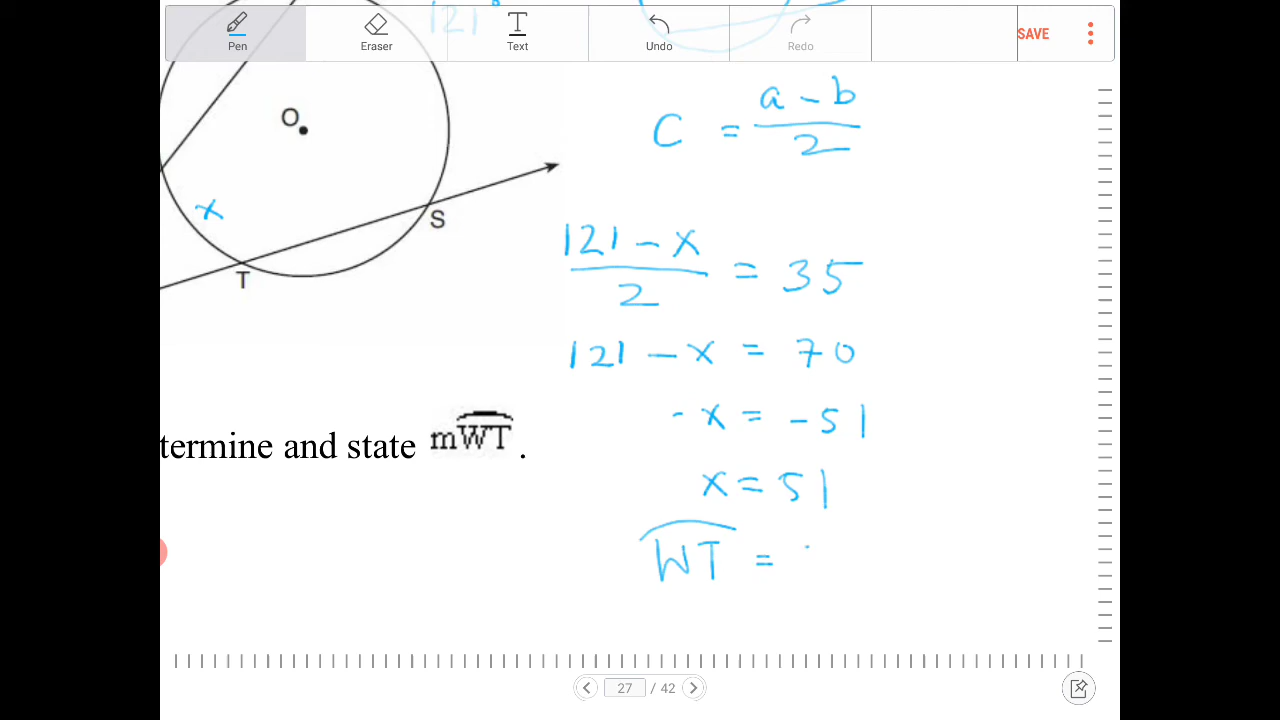 121°
Pen
Eraser
Text
Undo
Redo
SAVE
O
x
S
T
C = a - b / 2
121 - x / 2 = 35
121 - x = 70
- x = - 51
x = 51
termine and state mWT .
WT =
27 / 42